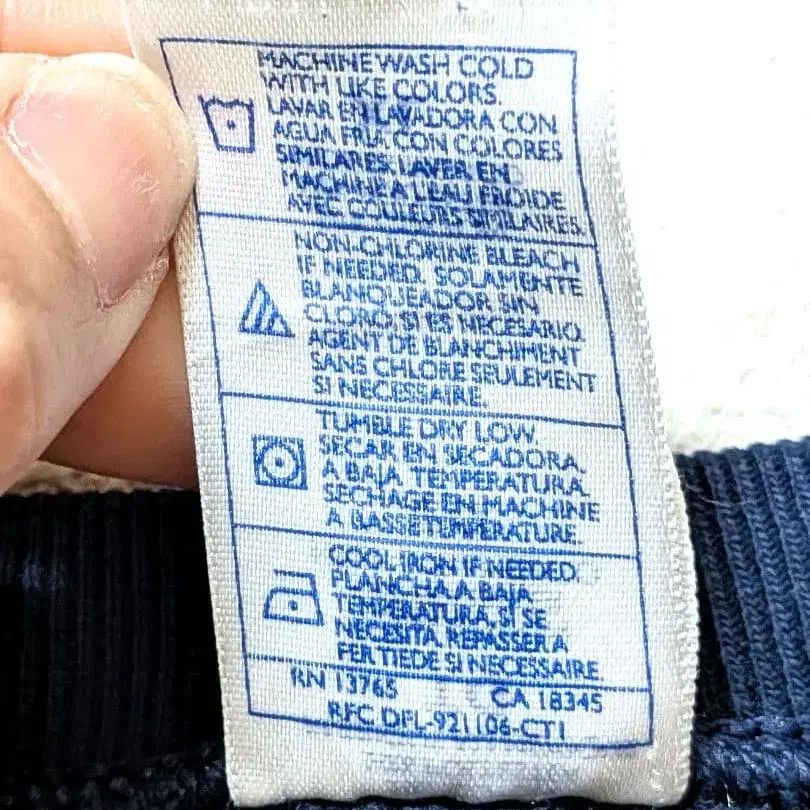 MACHINE WASH COLD
WITH LIKE COLORS.
LAVAR EN LAVADORA CON
AGUA FRIA CON COLORES
SIMILARES. LAVER EN
MACHINE A L'EAU FROIDE
AVEC COULEURS SIMILAIRES.
NON-CHLORINE BLEACH
IF NEEDED. SOLAMENTE
BLANQUEADOR SIN
CLORO, SI ES NECESARIO.
AGENT DE BLANCHIMENT
SANS CHLORE SEULEMENT
SI NECESSAIRE.
TUMBLE DRY LOW.
SECAR EN SECADORA.
A BAJA TEMPERATURA.
SECHAGE EN MACHINE
A BASSE TEMPERATURE.
COOL IRON IF NEEDED.
PLANCHA A BAJA
TEMPERATURA, SI SE
NECESITA. REPASSER A
FER TIEDE SI NECESSAIRE.
RN 13765 CA 18345
RFC DFL-921106-CT1